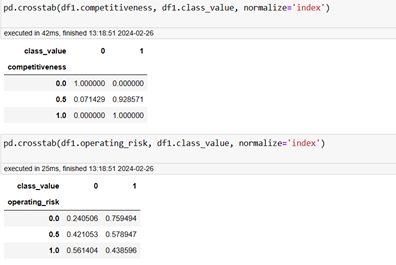 pd.crosstab(df1.competitiveness, df1.class_value, normalize='index')
executed in 42ms, finished 13:18:51 2024-02-26
class_value 0 1
competitiveness
0.0 1.000000 0.000000
0.5 0.071429 0.928571
1.0 0.000000 1.000000
pd.crosstab(df1.operating_risk, df1.class_value, normalize='index')
executed in 25ms, finished 13:18:51 2024-02-26
class_value 0 1
operating_risk
0.0 0.240506 0.759494
0.5 0.421053 0.578947
1.0 0.561404 0.438596